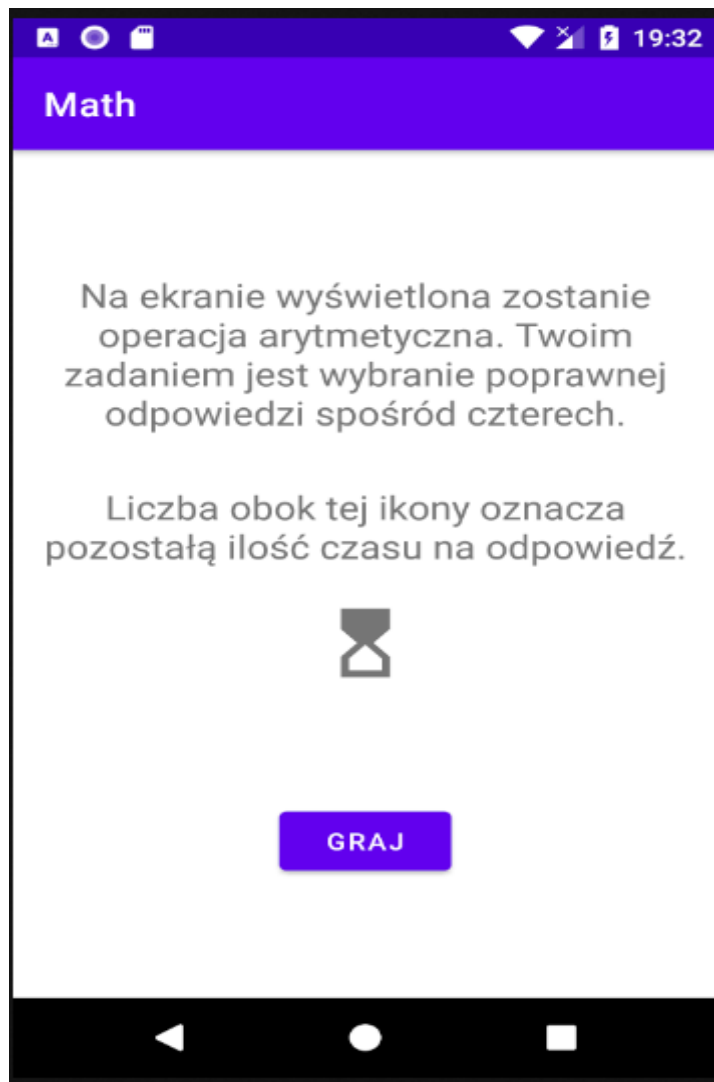 19:32
Math
Na ekranie wyświetlona zostanie
operacja arytmetyczna. Twoim
zadaniem jest wybranie poprawnej
odpowiedzi spośród czterech.
Liczba obok tej ikony oznacza
pozostałą ilość czasu na odpowiedź.
GRAJ